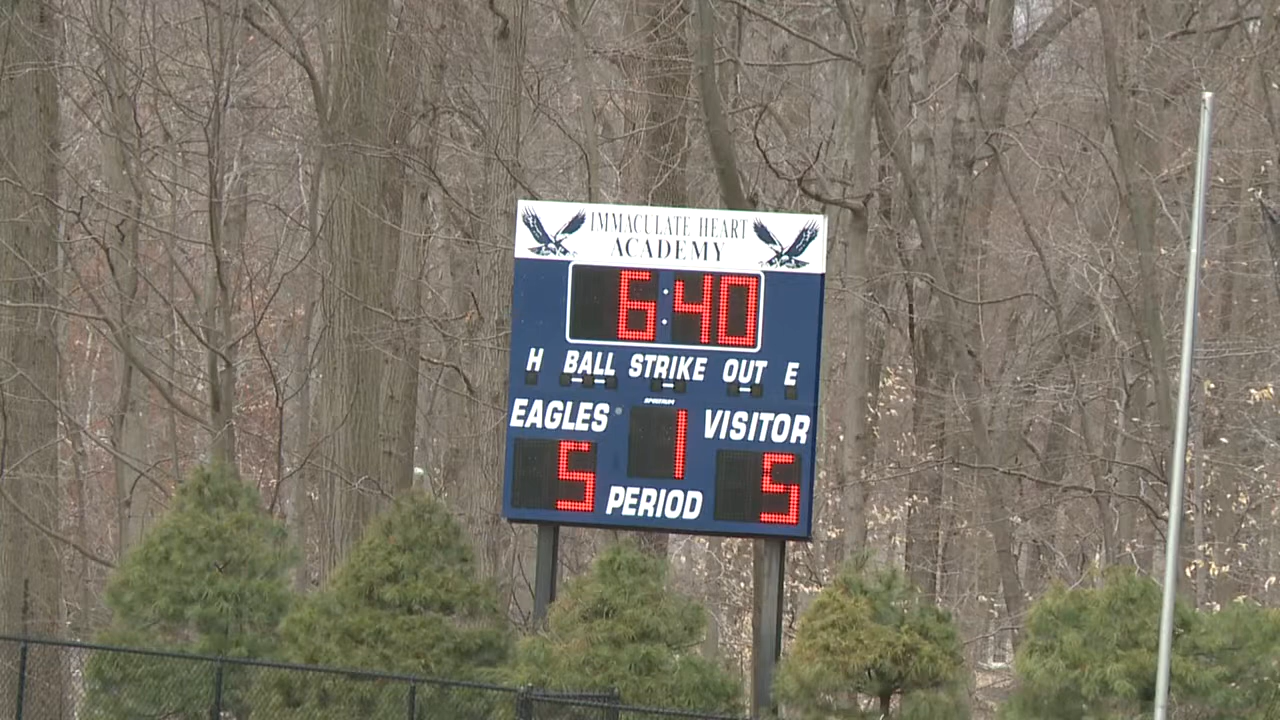 IMMACULATE HEART
ACADEMY
6:40
H BALL STRIKE OUT E
EAGLES 1 VISITOR
5 PERIOD 5